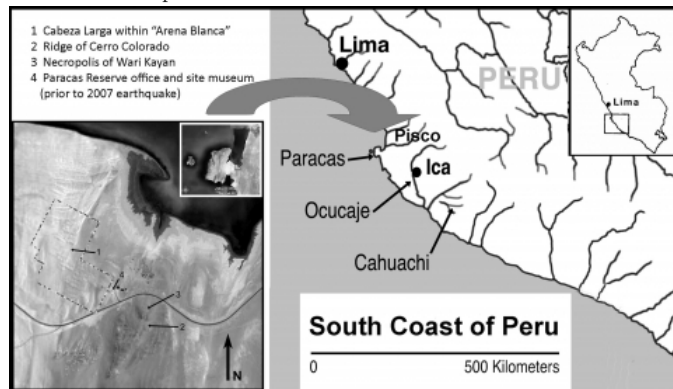 1 Cabeza Larga within “Arena Blanca”
2 Ridge of Cerro Colorado
3 Necropolis of Wari Kayan
4 Paracas Reserve office and site museum
(prior to 2007 earthquake)
Lima
PERU
Lima
Pisco
Paracas
Ica
Ocucaje
Cahuachi
1
4
3
2
N
South Coast of Peru
0 500 Kilometers